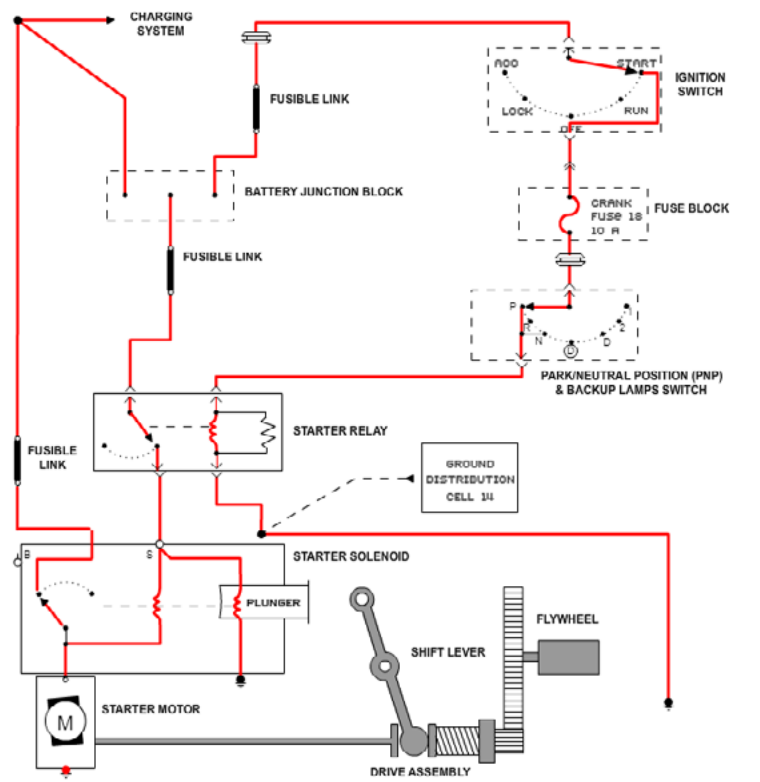 CHARGING
SYSTEM
FUSIBLE LINK
ACC
START
LOCK
RUN
OFF
IGNITION
SWITCH
BATTERY JUNCTION BLOCK
CRANK
FUSE 18
10 A
FUSE BLOCK
FUSIBLE LINK
P
R
N
D
D
2
1
PARK/NEUTRAL POSITION (PNP)
& BACKUP LAMPS SWITCH
STARTER RELAY
FUSIBLE
LINK
GROUND
DISTRIBUTION
CELL 14
B
S
STARTER SOLENOID
PLUNGER
SHIFT LEVER
FLYWHEEL
STARTER MOTOR
M
DRIVE ASSEMBLY